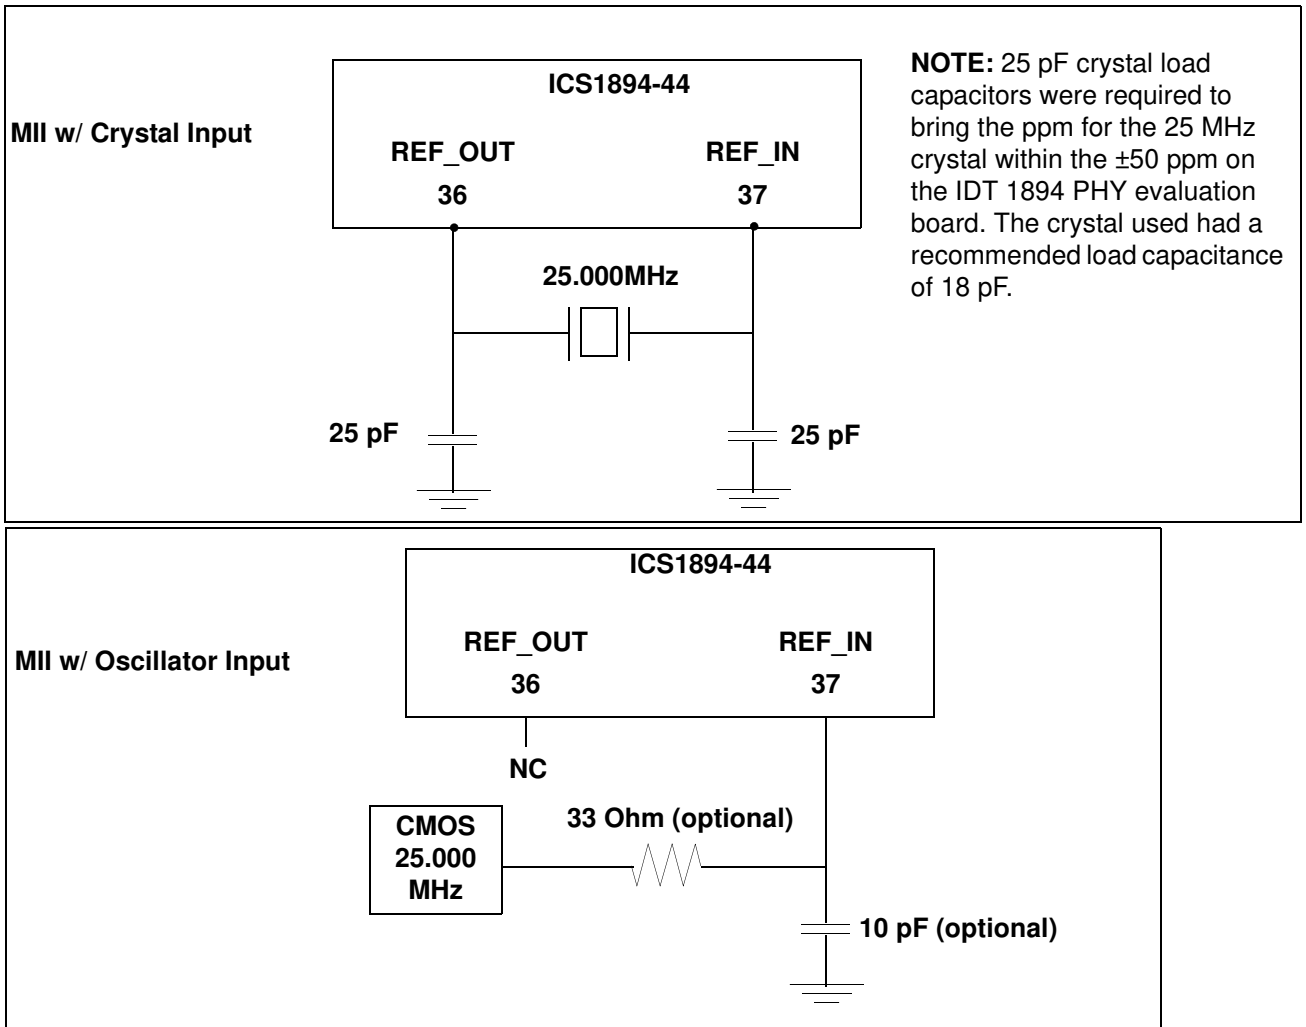 ICS1894-44
MII w/ Crystal Input
REF_OUT
REF_IN
36
37
25.000MHz
25 pF
25 pF
NOTE: 25 pF crystal load
capacitors were required to
bring the ppm for the 25 MHz
crystal within the ±50 ppm on
the IDT 1894 PHY evaluation
board. The crystal used had a
recommended load capacitance
of 18 pF.
ICS1894-44
MII w/ Oscillator Input
REF_OUT
REF_IN
36
37
NC
33 Ohm (optional)
CMOS
25.000
MHz
10 pF (optional)